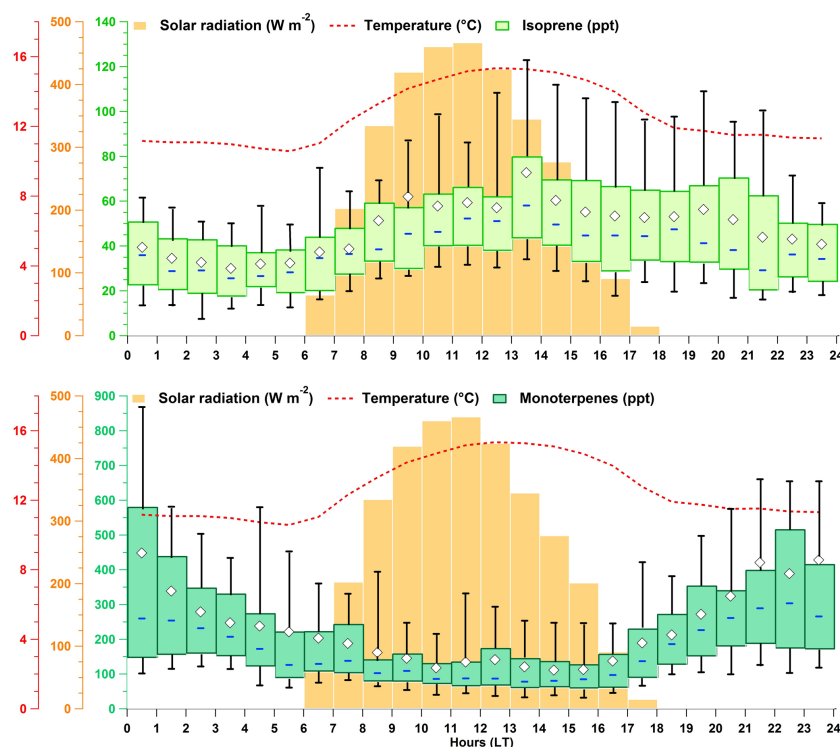 Solar radiation (W m-2) Temperature (°C) Isoprene (ppt)
16 500 140
12 400 120
8 300 100
4 200 80
0 100 60
0 40
20
0
0 1 2 3 4 5 6 7 8 9 10 11 12 13 14 15 16 17 18 19 20 21 22 23 24
Solar radiation (W m-2) Temperature (°C) Monoterpenes (ppt)
16 500 900
12 400 800
8 300 700
4 200 600
0 100 500
0 400
300
200
100
0
0 1 2 3 4 5 6 7 8 9 10 11 12 13 14 15 16 17 18 19 20 21 22 23 24
Hours (LT)